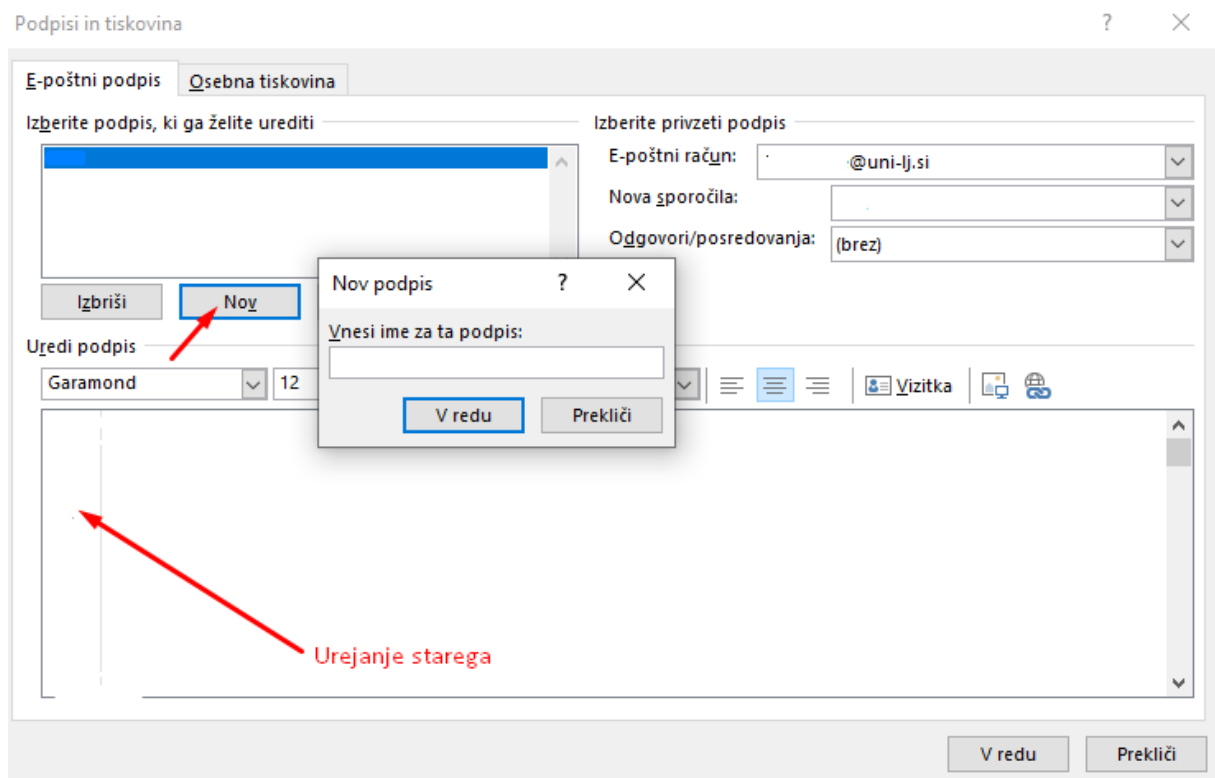 Podpisi in tiskovina ?
E-poštni podpis Osebna tiskovina
Izberite podpis, ki ga želite urediti
Izberite privzeti podpis
E-poštni račun: @uni-lj.si
Nova sporočila:
Odgovori/posredovanja: (brez)
Izbriši Nov
Nov podpis ?
Vnesi ime za ta podpis:
V redu Prekliči
Uredi podpis
Garamond 12 Vizitka
Urejanje starega
V redu Prekliči